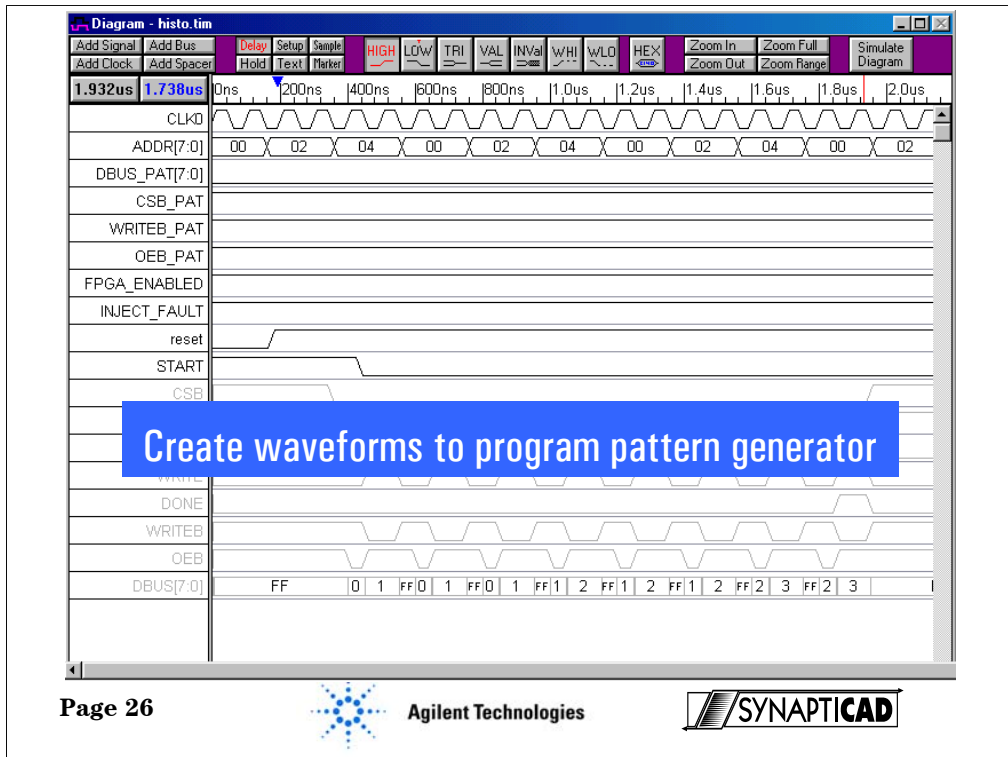 Diagram - histo.tim
Add Signal Add Bus Delay Setup Sample HIGH LOW TRI VAL INVal WHI WLO HEX Zoom In Zoom Full Simulate Diagram
Add Clock Add Spacer Hold Text Marker Zoom Out Zoom Range
1.932us 1.738us 0ns 200ns 400ns 600ns 800ns 1.0us 1.2us 1.4us 1.6us 1.8us 2.0us
CLK0
ADDR[7:0] 00 02 04 00 02 04 00 02 04 00 02
DBUS_PAT[7:0]
CSB_PAT
WRITEB_PAT
OEB_PAT
FPGA_ENABLED
INJECT_FAULT
reset
START
CSB
Create waveforms to program pattern generator
WRITE
DONE
WRITEB
OEB
DBUS[7:0] FF 0 1 FF 0 1 FF 0 1 FF 1 2 FF 1 2 FF 1 2 FF 2 3 FF 2 3
Page 26
Agilent Technologies
SYNAPTICAD